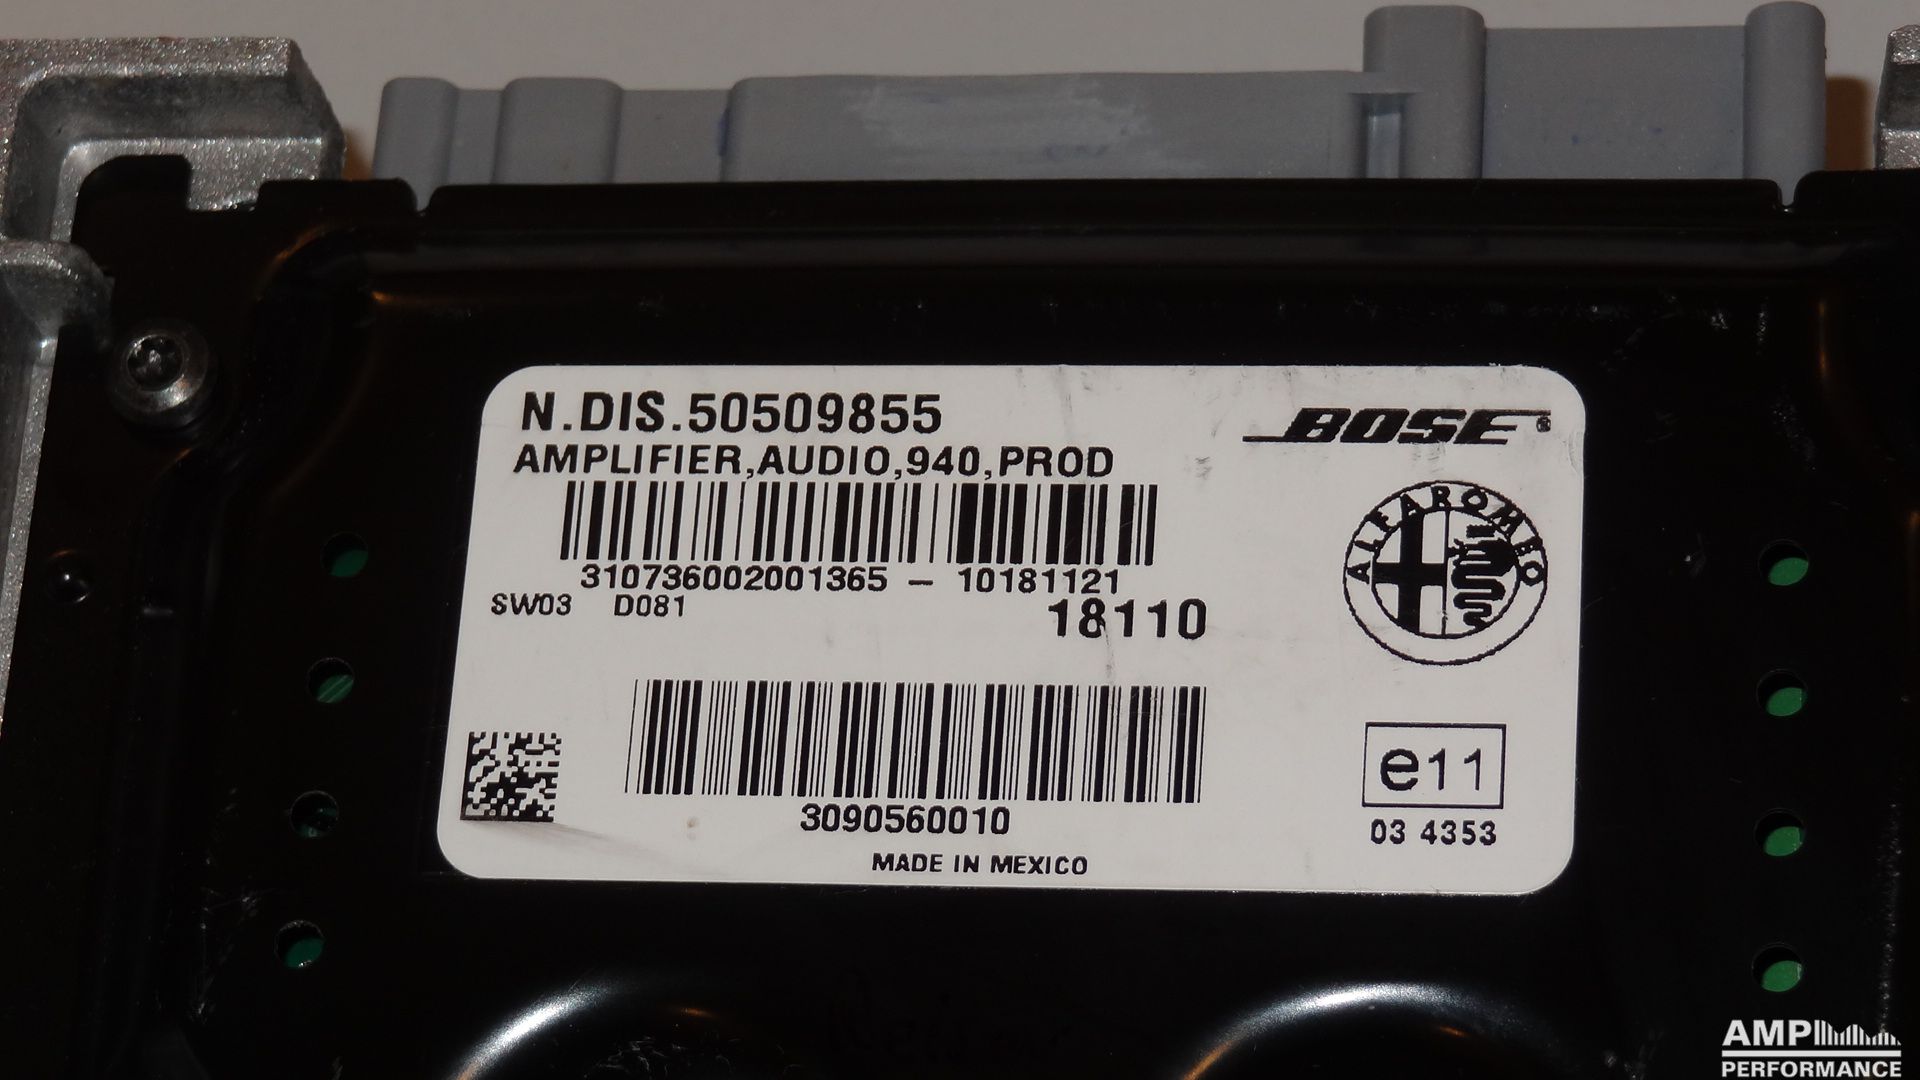 N.DIS.50509855
BOSE®
AMPLIFIER,AUDIO,940,PROD
ALFA ROMEO
310736002001365 – 10181121
SW03 D081
18110
e11
3090560010
03 4353
MADE IN MEXICO
AMP
PERFORMANCE